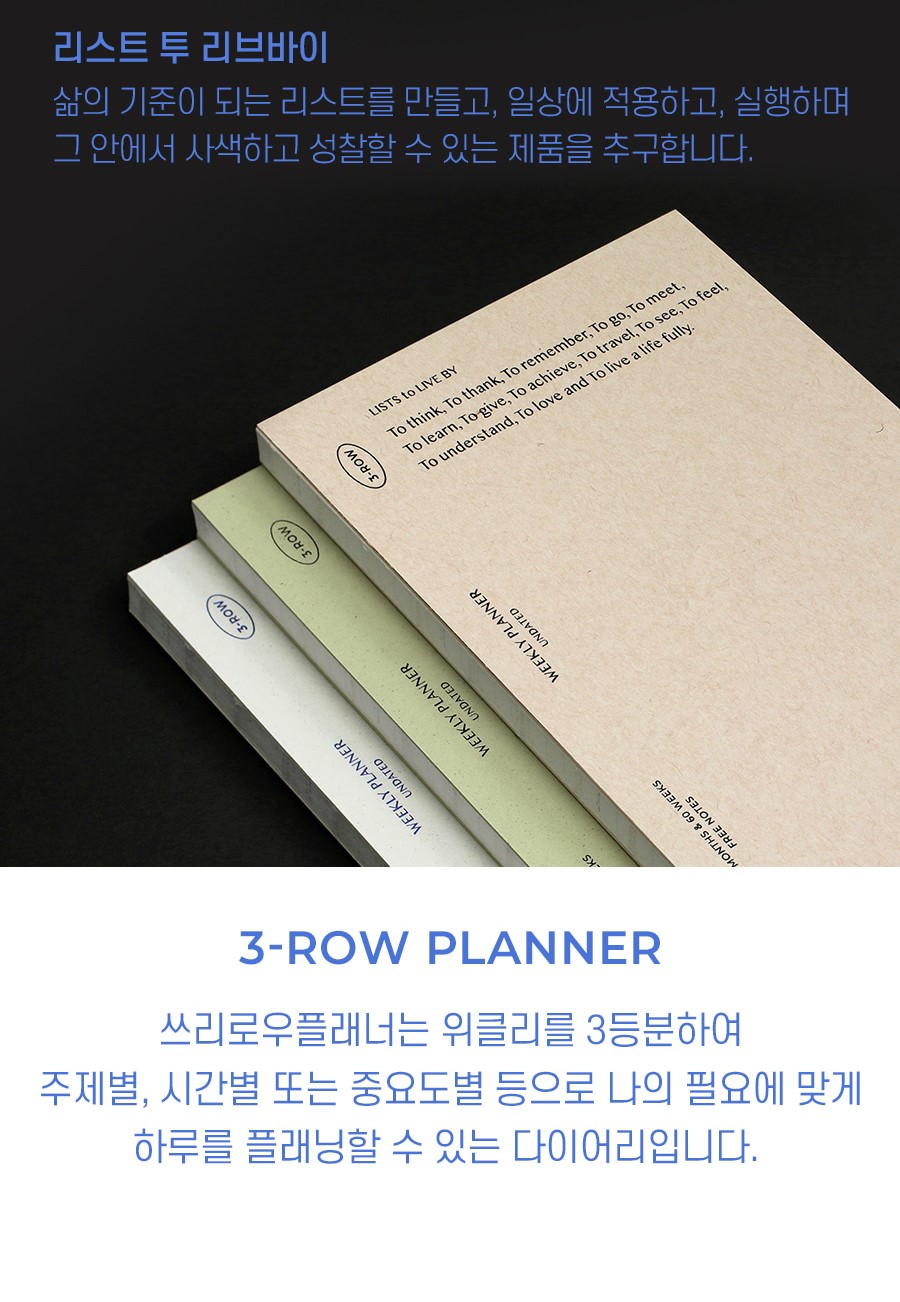 리스트 투 리브바이
삶의 기준이 되는 리스트를 만들고, 일상에 적용하고, 실행하며
그 안에서 사색하고 성찰할 수 있는 제품을 추구합니다.
LISTS to LIVE BY
To think, To thank, To remember, To go, To meet,
To learn, To give, To achieve, To travel, To see, To feel,
To understand, To love and To live a life fully.
3-ROW
WEEKLY PLANNER
UNDATED
MONTHS & 60 WEEKS
FREE NOTES
3-ROW
WEEKLY PLANNER
UNDATED
3-ROW
WEEKLY PLANNER
UNDATED
3-ROW PLANNER
쓰리로우플래너는 위클리를 3등분하여
주제별, 시간별 또는 중요도별 등으로 나의 필요에 맞게
하루를 플래닝할 수 있는 다이어리입니다.